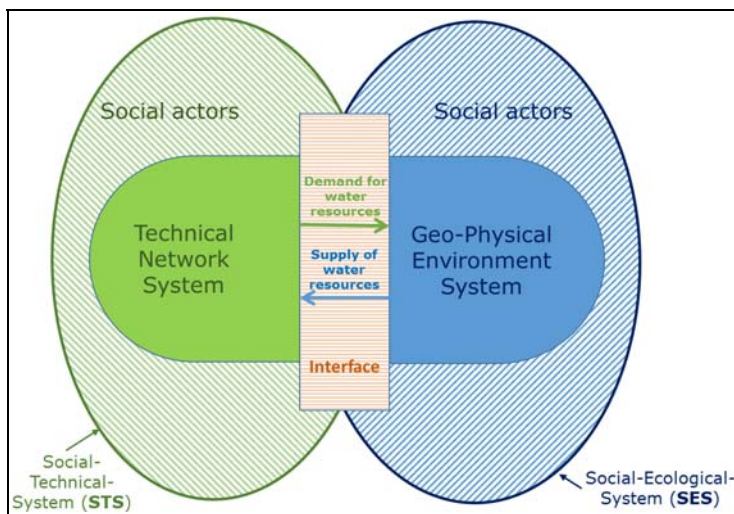 Social actors
Social actors
Demand for
water
resources
Technical
Network
System
Geo-Physical
Environment
System
Supply of
water
resources
Interface
Social-
Technical-
System (STS)
Social-Ecological-
System (SES)